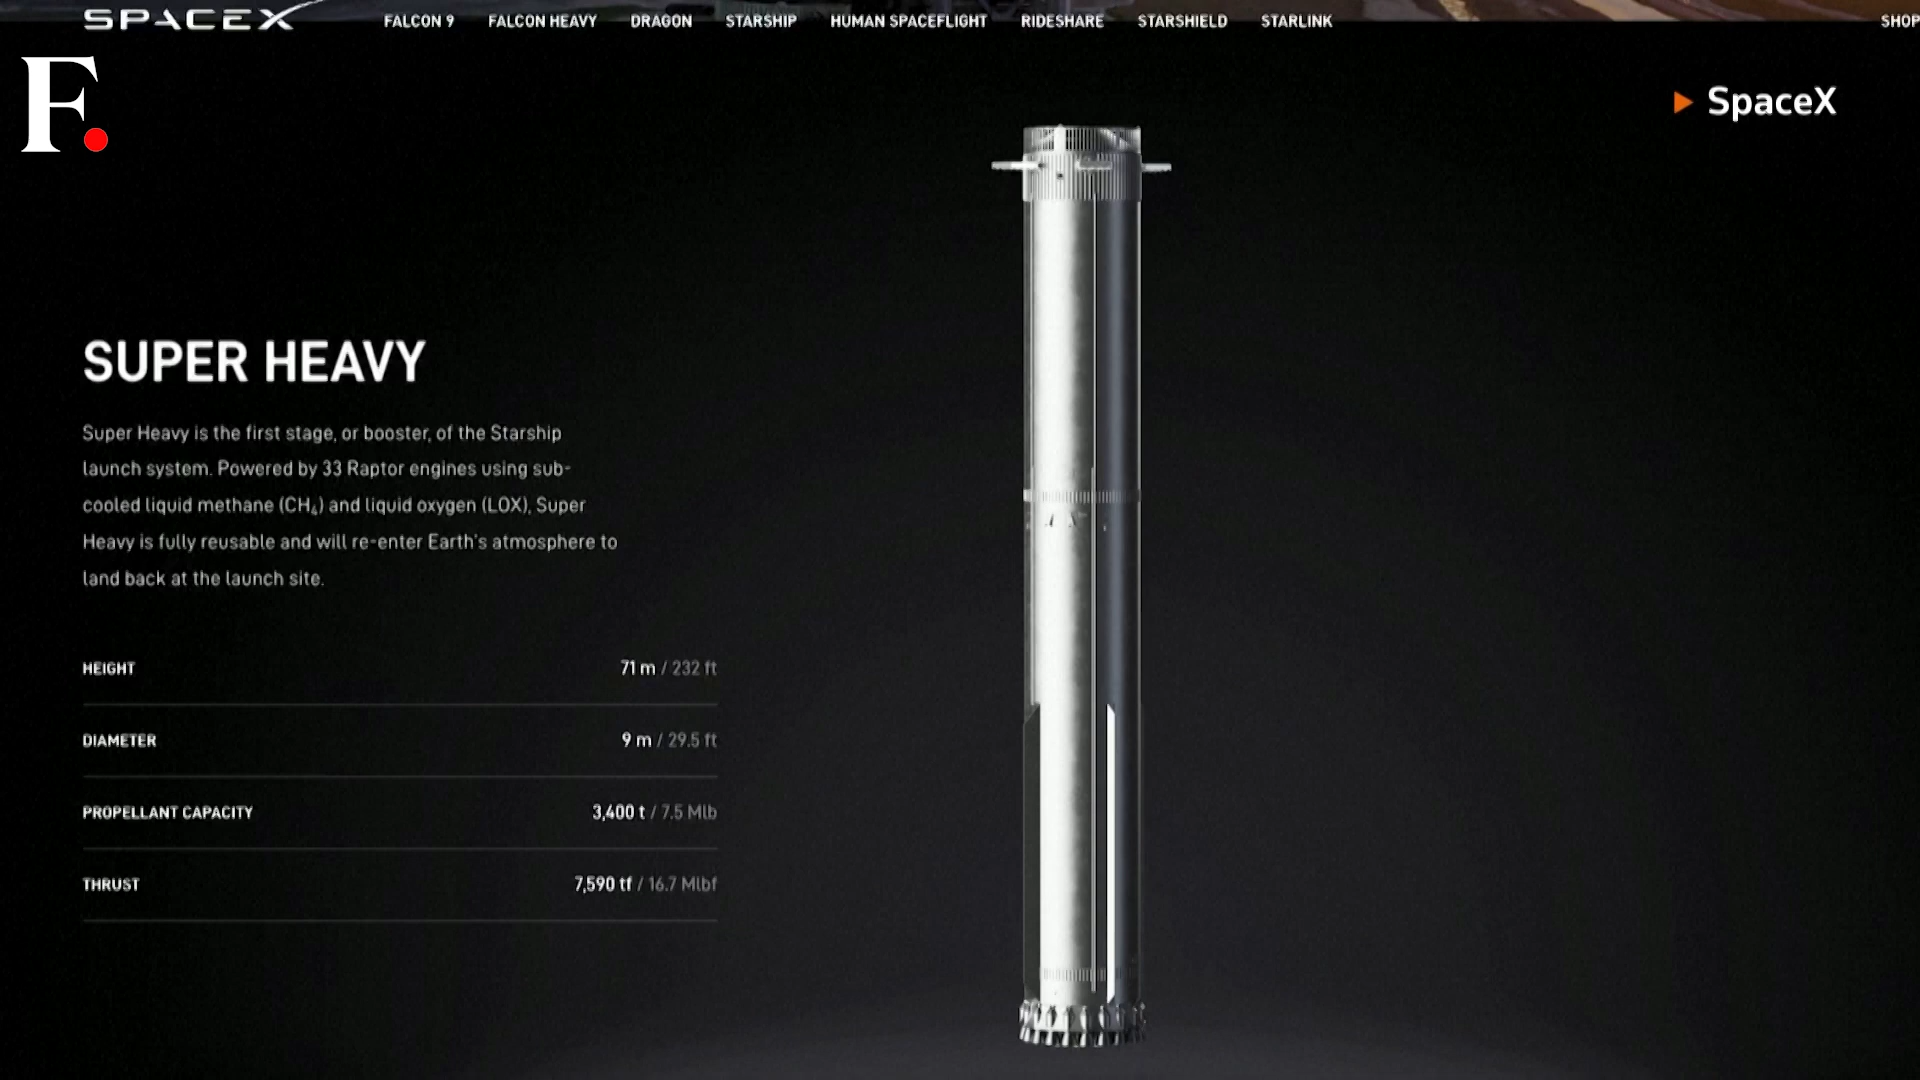 SPACEX FALCON 9 FALCON HEAVY DRAGON STARSHIP HUMAN SPACEFLIGHT RIDESHARE STARSHIELD STARLINK SHOP
F.
SpaceX
SUPER HEAVY
Super Heavy is the first stage, or booster, of the Starship
launch system. Powered by 33 Raptor engines using sub-
cooled liquid methane (CH₄) and liquid oxygen (LOX), Super
Heavy is fully reusable and will re-enter Earth's atmosphere to
land back at the launch site.
HEIGHT 71 m / 232 ft
DIAMETER 9 m / 29.5 ft
PROPELLANT CAPACITY 3,400 t / 7.5 Mlb
THRUST 7,590 tf / 16.7 Mlbf